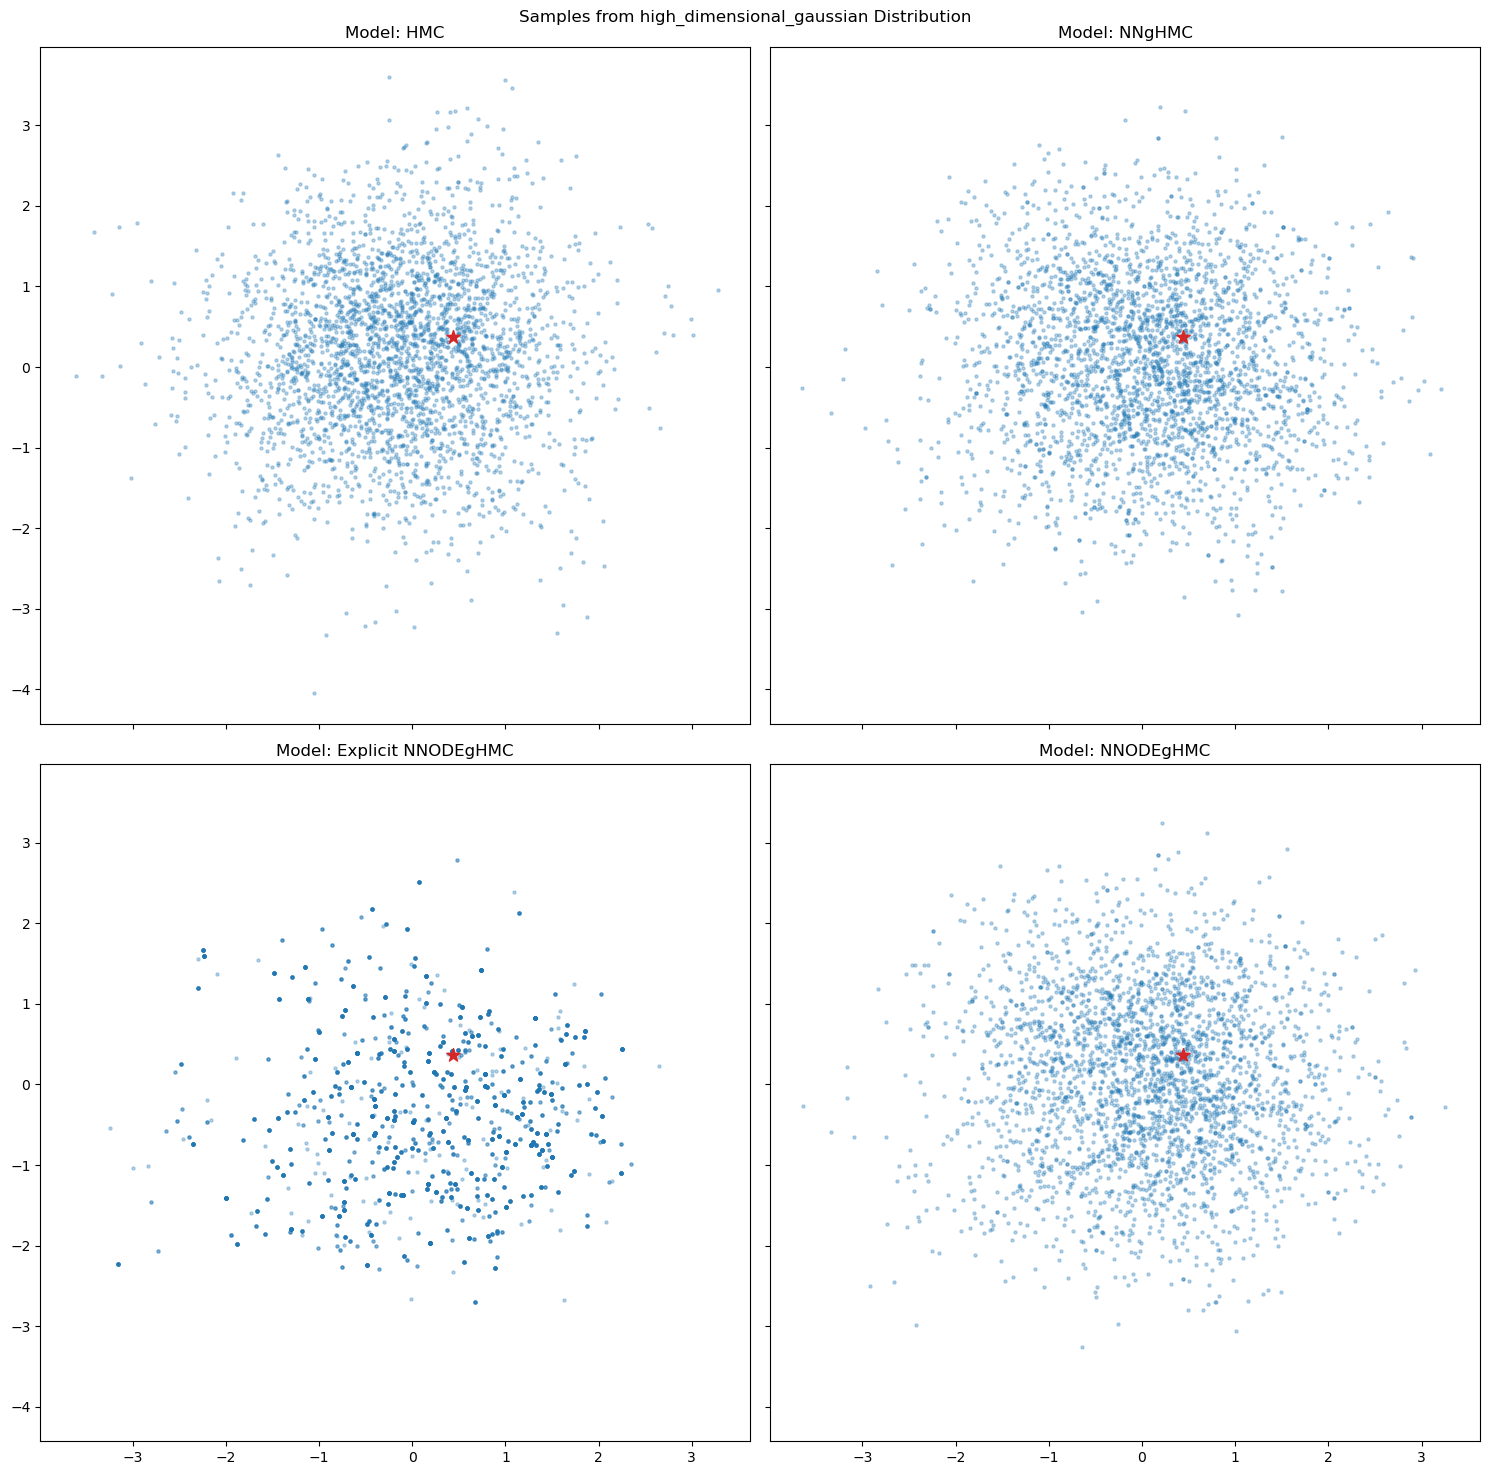 Samples from high_dimensional_gaussian Distribution
Model: HMC
Model: NNgHMC
3
2
1
0
−1
−2
−3
−4
Model: Explicit NNODEgHMC
Model: NNODEgHMC
3
2
1
0
−1
−2
−3
−4
−3 −2 −1 0 1 2 3
−3 −2 −1 0 1 2 3